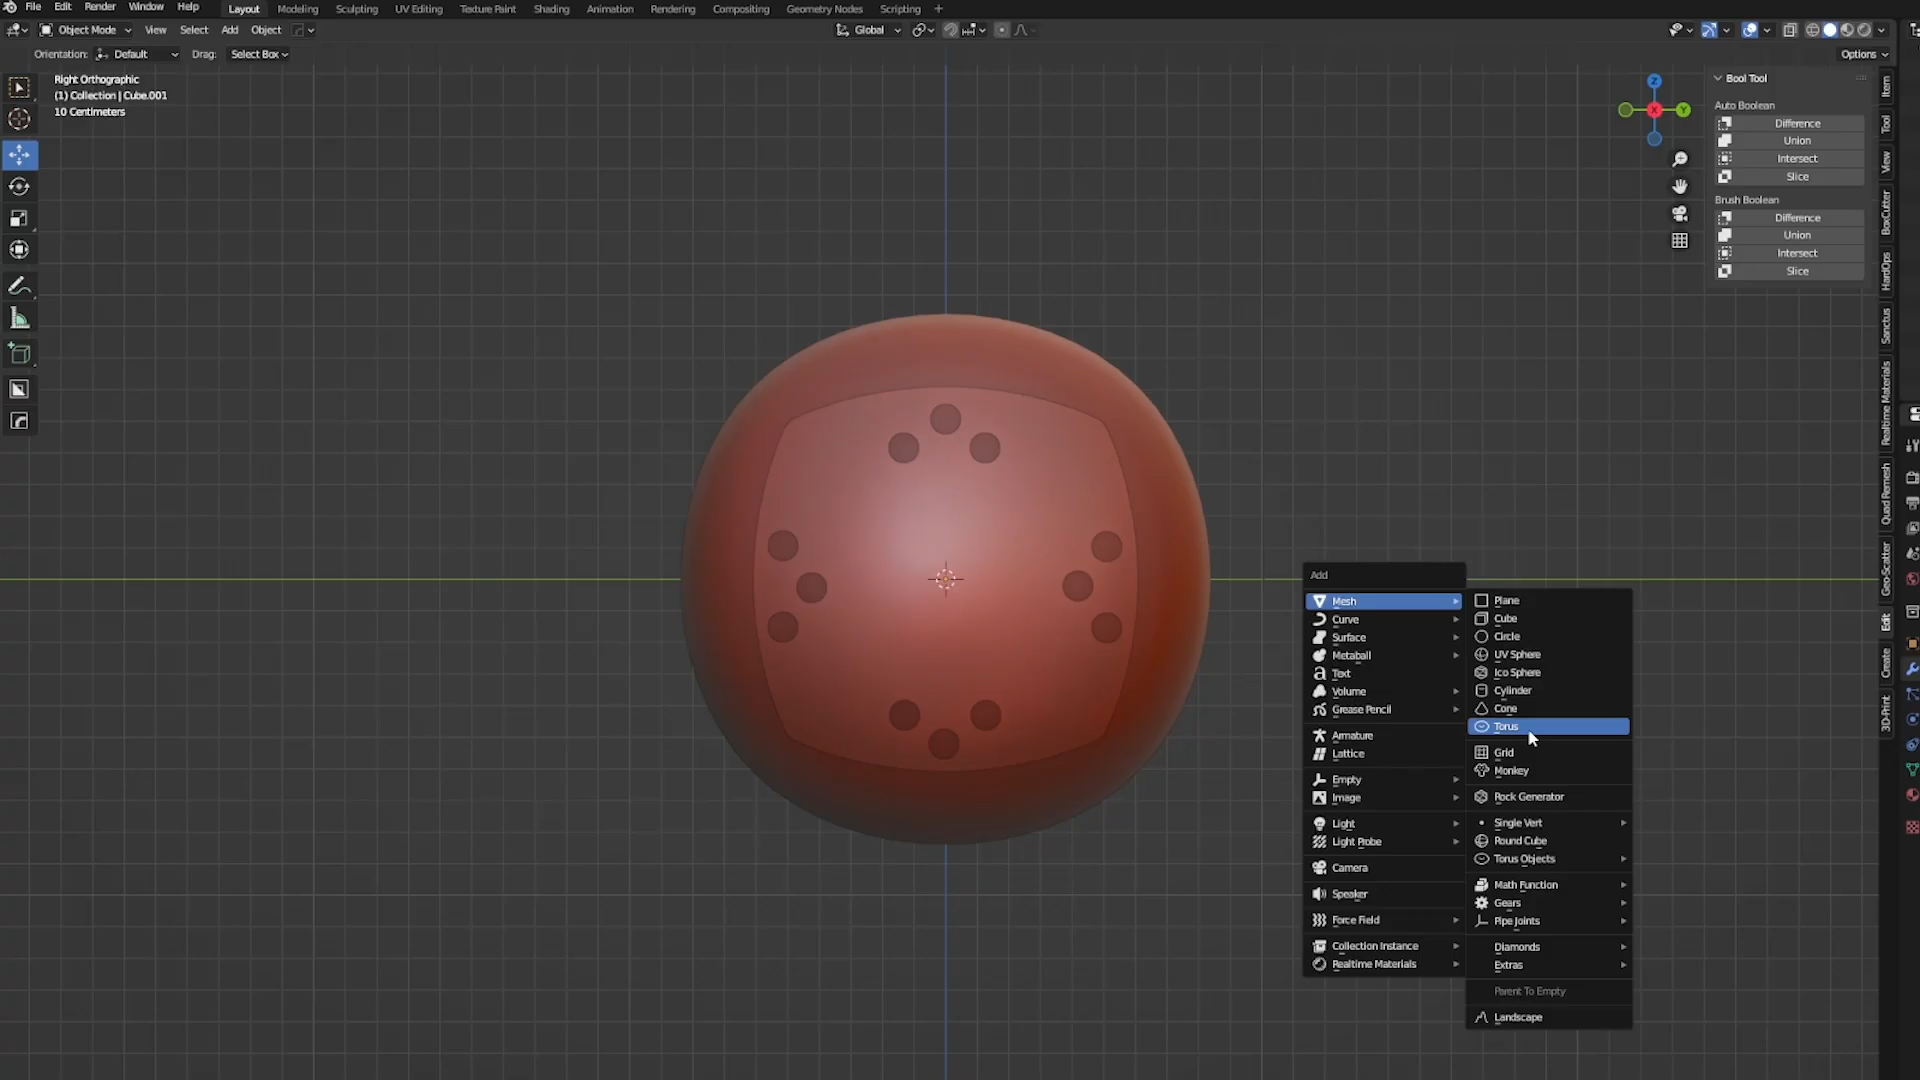 File Edit Render Window Help Layout Modeling Sculpting UV Editing Texture Paint Shading Animation Rendering Compositing Geometry Nodes Scripting +
Object Mode View Select Add Object Global
Orientation: Default Drag: Select Box Options
Right Orthographic
(1) Collection | Cube.001
10 Centimeters
Z
X
Y
Bool Tool
Auto Boolean
Difference
Union
Intersect
Slice
Brush Boolean
Difference
Union
Intersect
Slice
Item
Tool
View
BoxCutter
HardOps
Sanctus
Realtime Materials
Quad Remesh
Geo-Scatter
Edit
Create
3D-Print
Add
Mesh
Curve
Surface
Metaball
Text
Volume
Grease Pencil
Armature
Lattice
Empty
Image
Light
Light Probe
Camera
Speaker
Force Field
Collection Instance
Realtime Materials
Plane
Cube
Circle
UV Sphere
Ico Sphere
Cylinder
Cone
Torus
Grid
Monkey
Rock Generator
Single Vert
Round Cube
Torus Objects
Math Function
Gears
Pipe Joints
Diamonds
Extras
Parent To Empty
Landscape